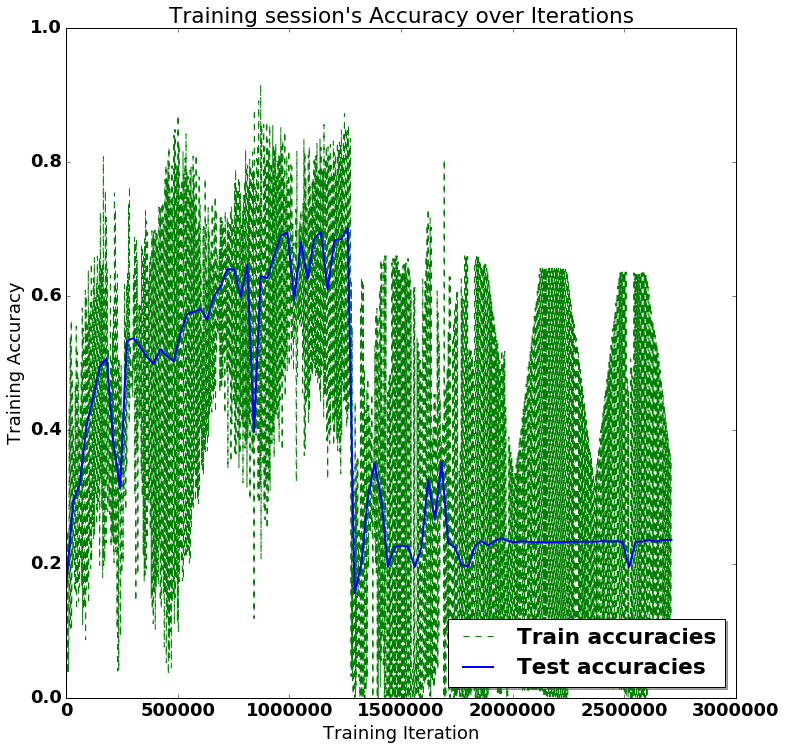 Training session's Accuracy over Iterations
1.0
0.8
0.6
0.4
0.2
0.0
Training Accuracy
Train accuracies
Test accuracies
0 500000 1000000 1500000 2000000 2500000 3000000
Training Iteration